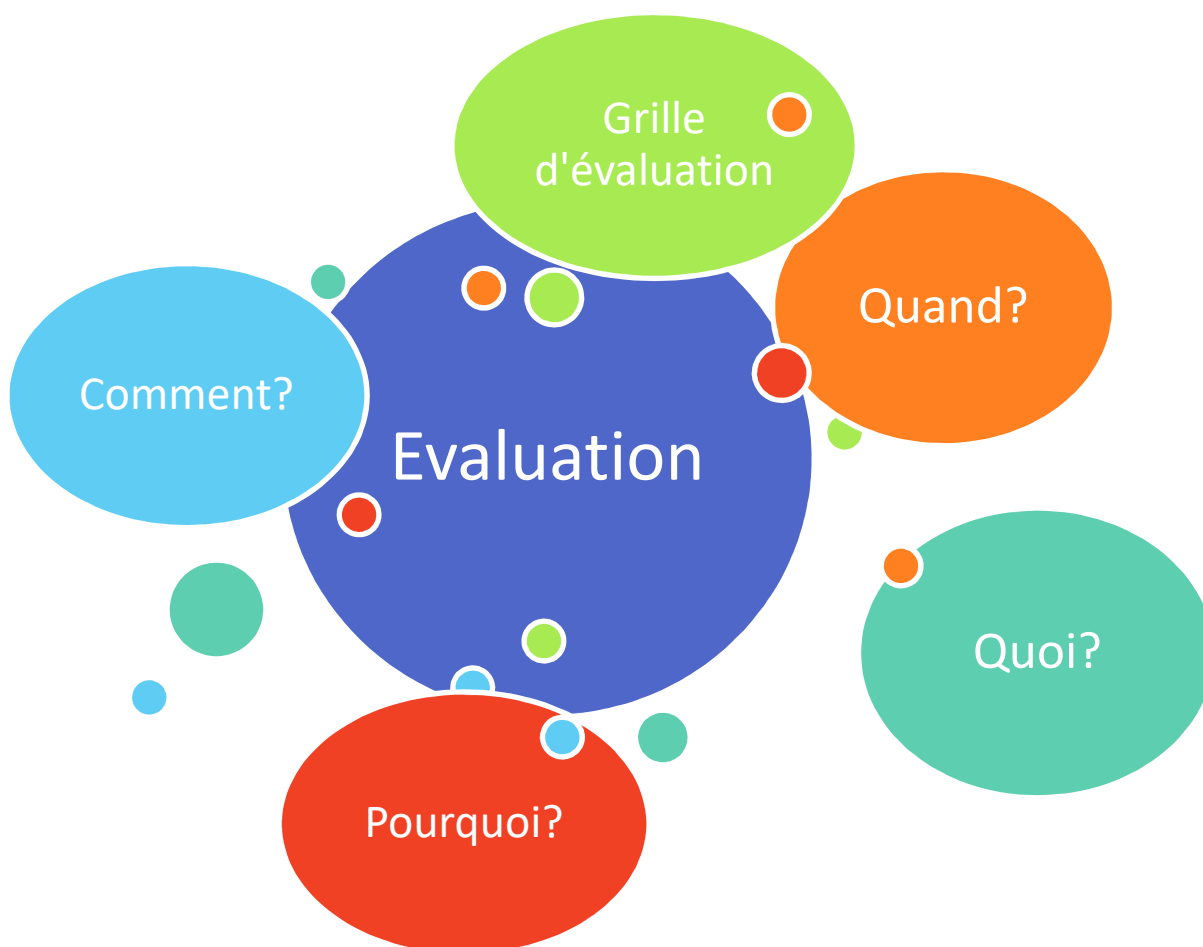 Grille
d'évaluation
Quand?
Comment?
Evaluation
Quoi?
Pourquoi?